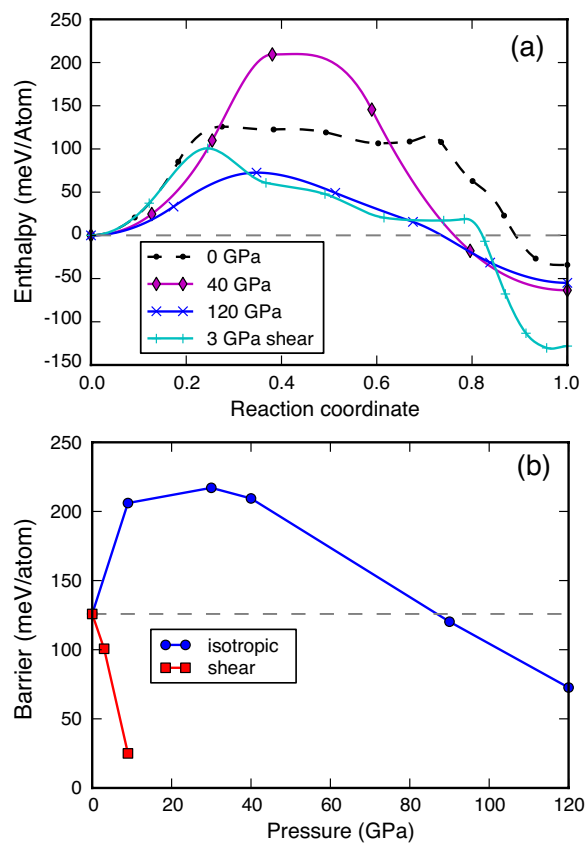 (a)
250
200
150
100
50
0
-50
-100
-150
Enthalpy (meV/Atom)
0 GPa
40 GPa
120 GPa
3 GPa shear
0.0 0.2 0.4 0.6 0.8 1.0
Reaction coordinate
(b)
250
200
150
100
50
0
Barrier (meV/atom)
isotropic
shear
0 20 40 60 80 100 120
Pressure (GPa)